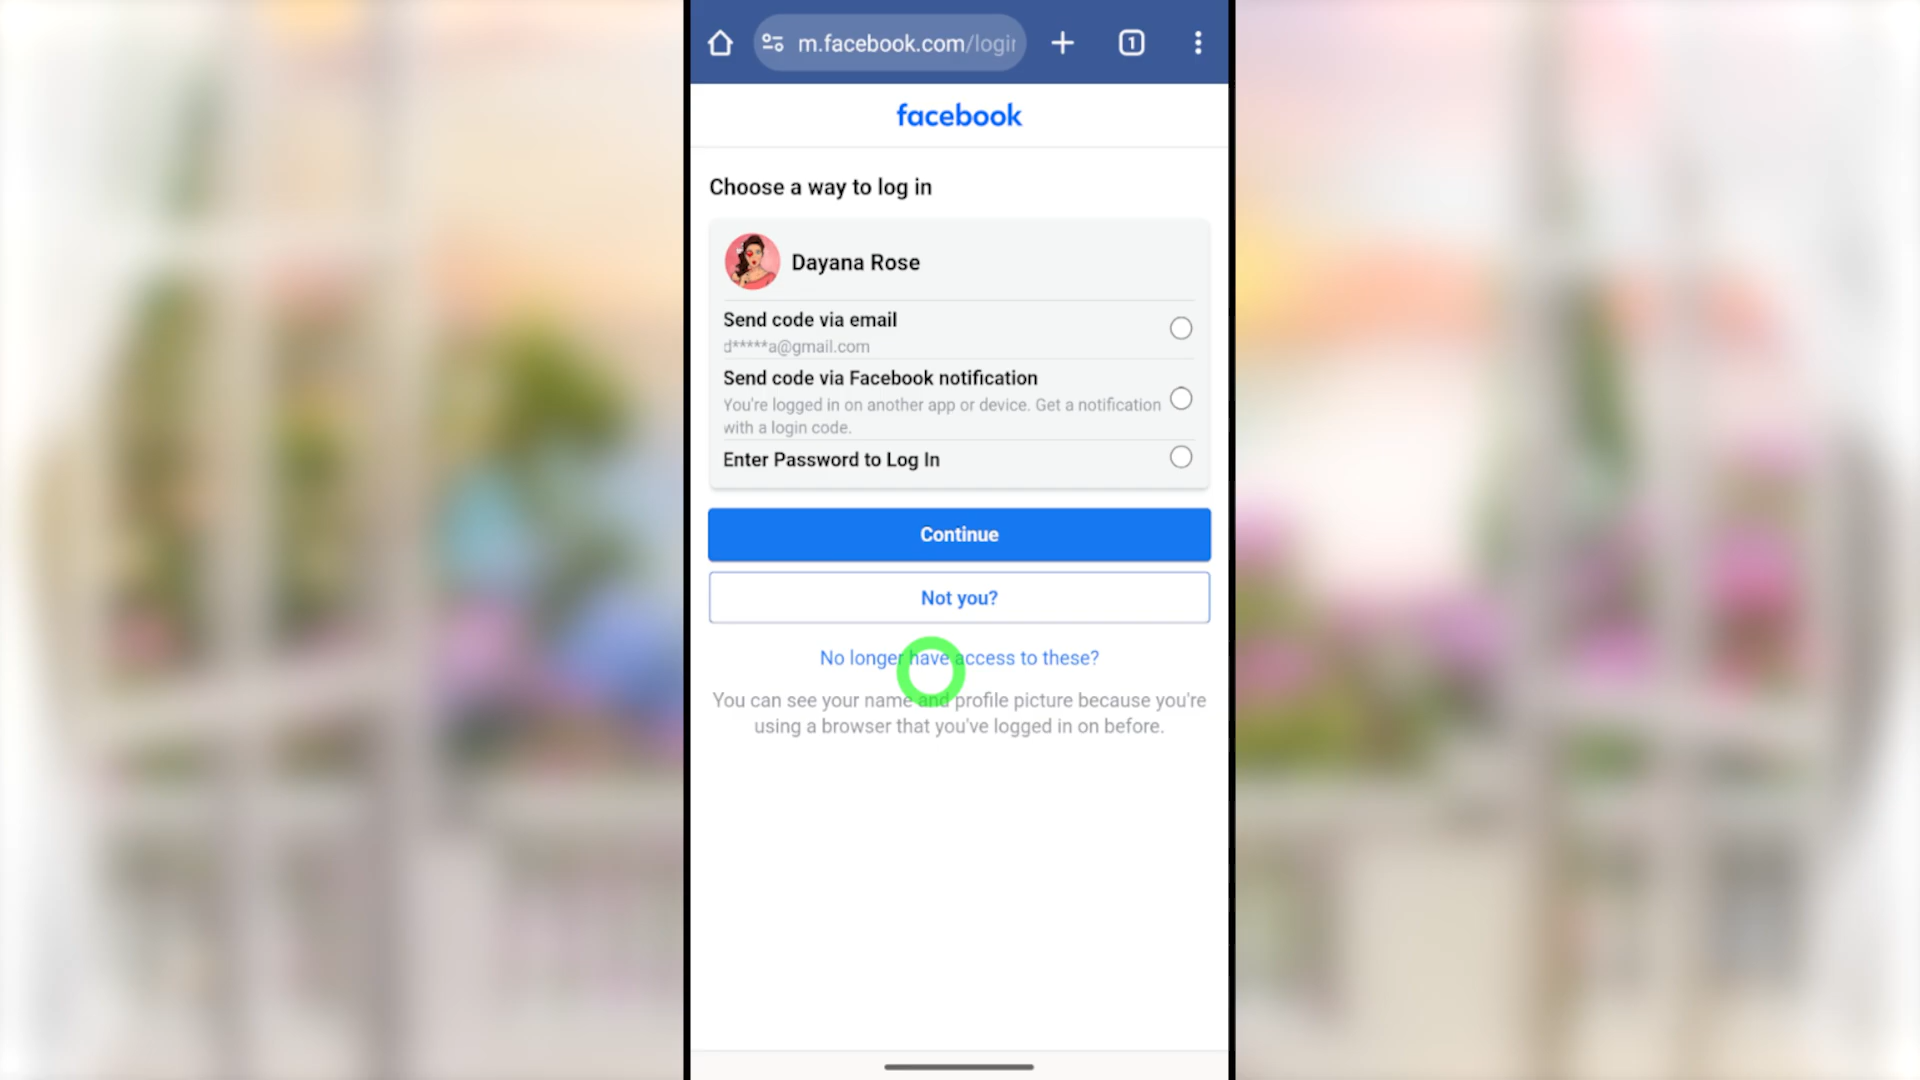 m.facebook.com/login
1
facebook
Choose a way to log in
Dayana Rose
Send code via email
d*****a@gmail.com
Send code via Facebook notification
You're logged in on another app or device. Get a notification
with a login code.
Enter Password to Log In
Continue
Not you?
No longer have access to these?
You can see your name and profile picture because you're
using a browser that you've logged in on before.